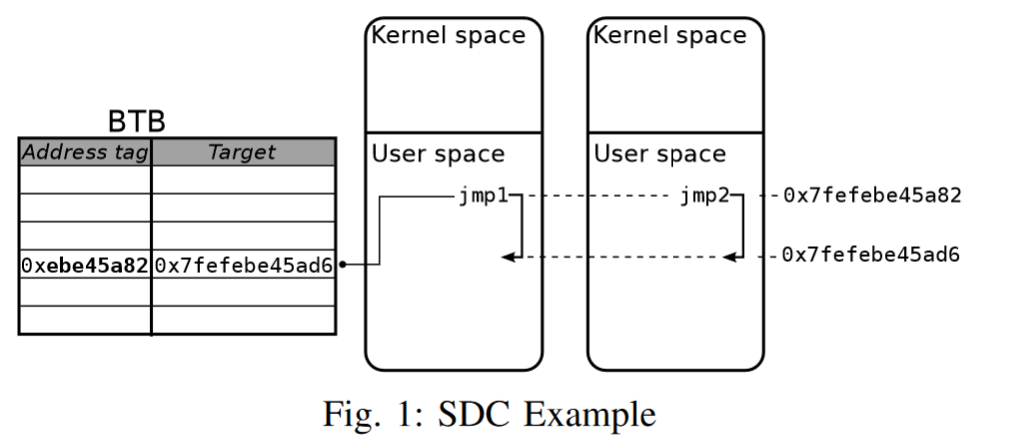 Kernel space
Kernel space
BTB
Address tag
Target
User space
User space
jmp1
jmp2
0x7fefebe45a82
0xebe45a82
0x7fefebe45ad6
0x7fefebe45ad6
Fig. 1: SDC Example